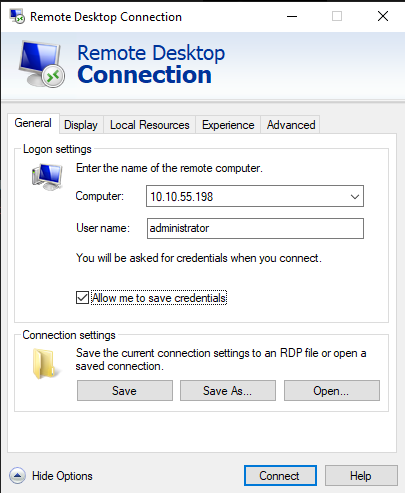 Remote Desktop Connection
Remote Desktop
Connection
General Display Local Resources Experience Advanced
Logon settings
Enter the name of the remote computer.
Computer: 10.10.55.198
User name: administrator
You will be asked for credentials when you connect.
Allow me to save credentials
Connection settings
Save the current connection settings to an RDP file or open a
saved connection.
Save Save As... Open...
Hide Options Connect Help